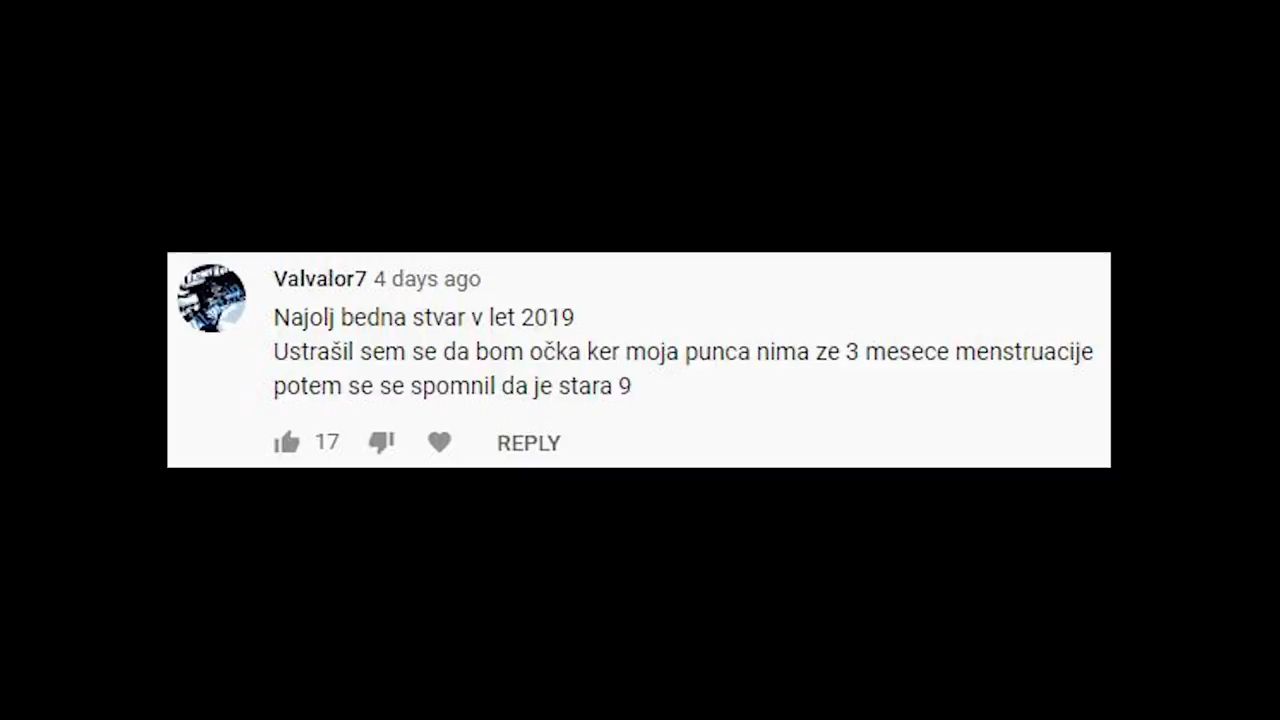 Valvalor7 4 days ago
Najolj bedna stvar v let 2019
Ustrašil sem se da bom očka ker moja punca nima ze 3 mesece menstruacije
potem se se spomnil da je stara 9
17 REPLY